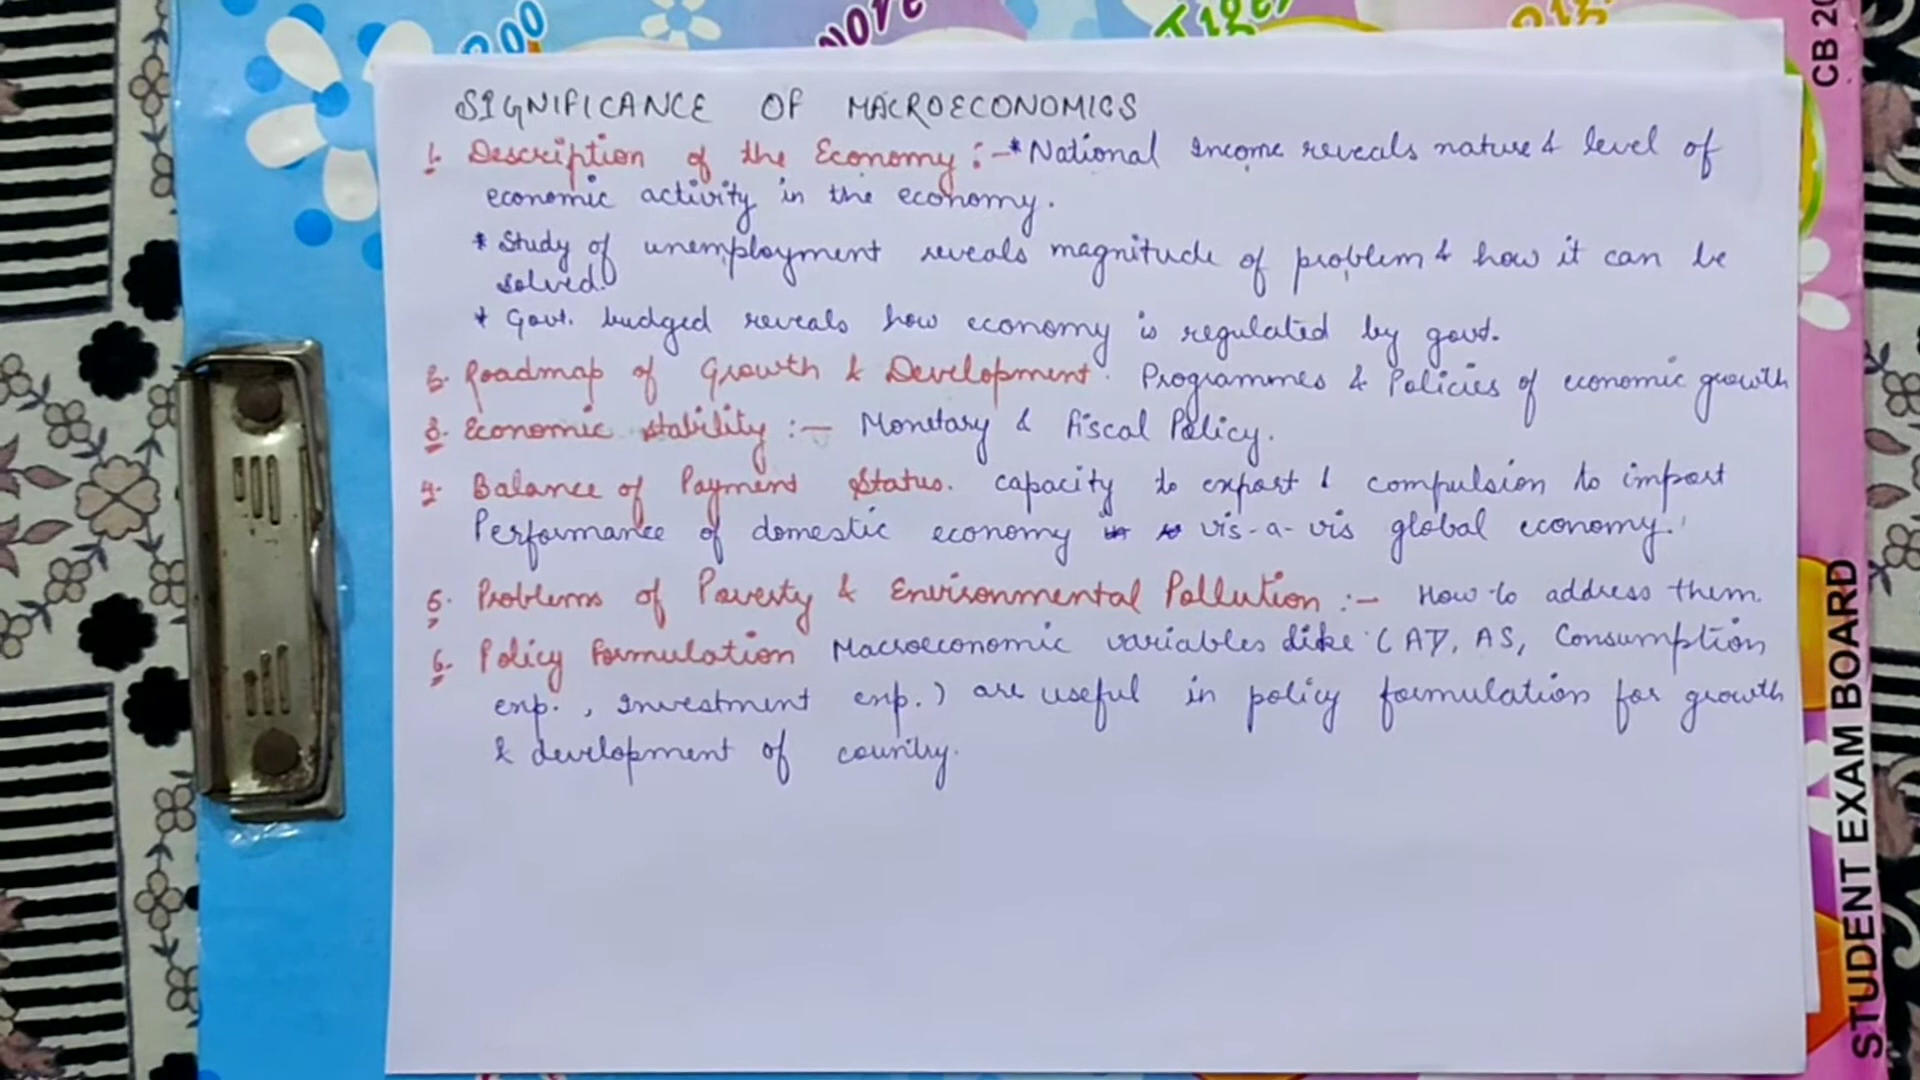 200
more
Tiger
CB 20
SIGNIFICANCE OF MACROECONOMICS
1. Description of the Economy :- * National Income reveals nature & level of
economic activity in the economy.
* Study of unemployment reveals magnitude of problem & how it can be
solved.
* Govt. budged reveals how economy is regulated by govt.
2. Roadmap of Growth & Development. Programmes & Policies of economic growth
3. Economic stability :- Monetary & Fiscal Policy.
4. Balance of Payment Status. capacity to export & compulsion to import
Performance of domestic economy vis-a-vis global economy.
5. Problems of Poverty & Environmental Pollution :- How to address them.
6. Policy Formulation Macroeconomic variables like (AD, AS, Consumption
exp., Investment exp.) are useful in policy formulation for growth
& development of country.
STUDENT EXAM BOARD